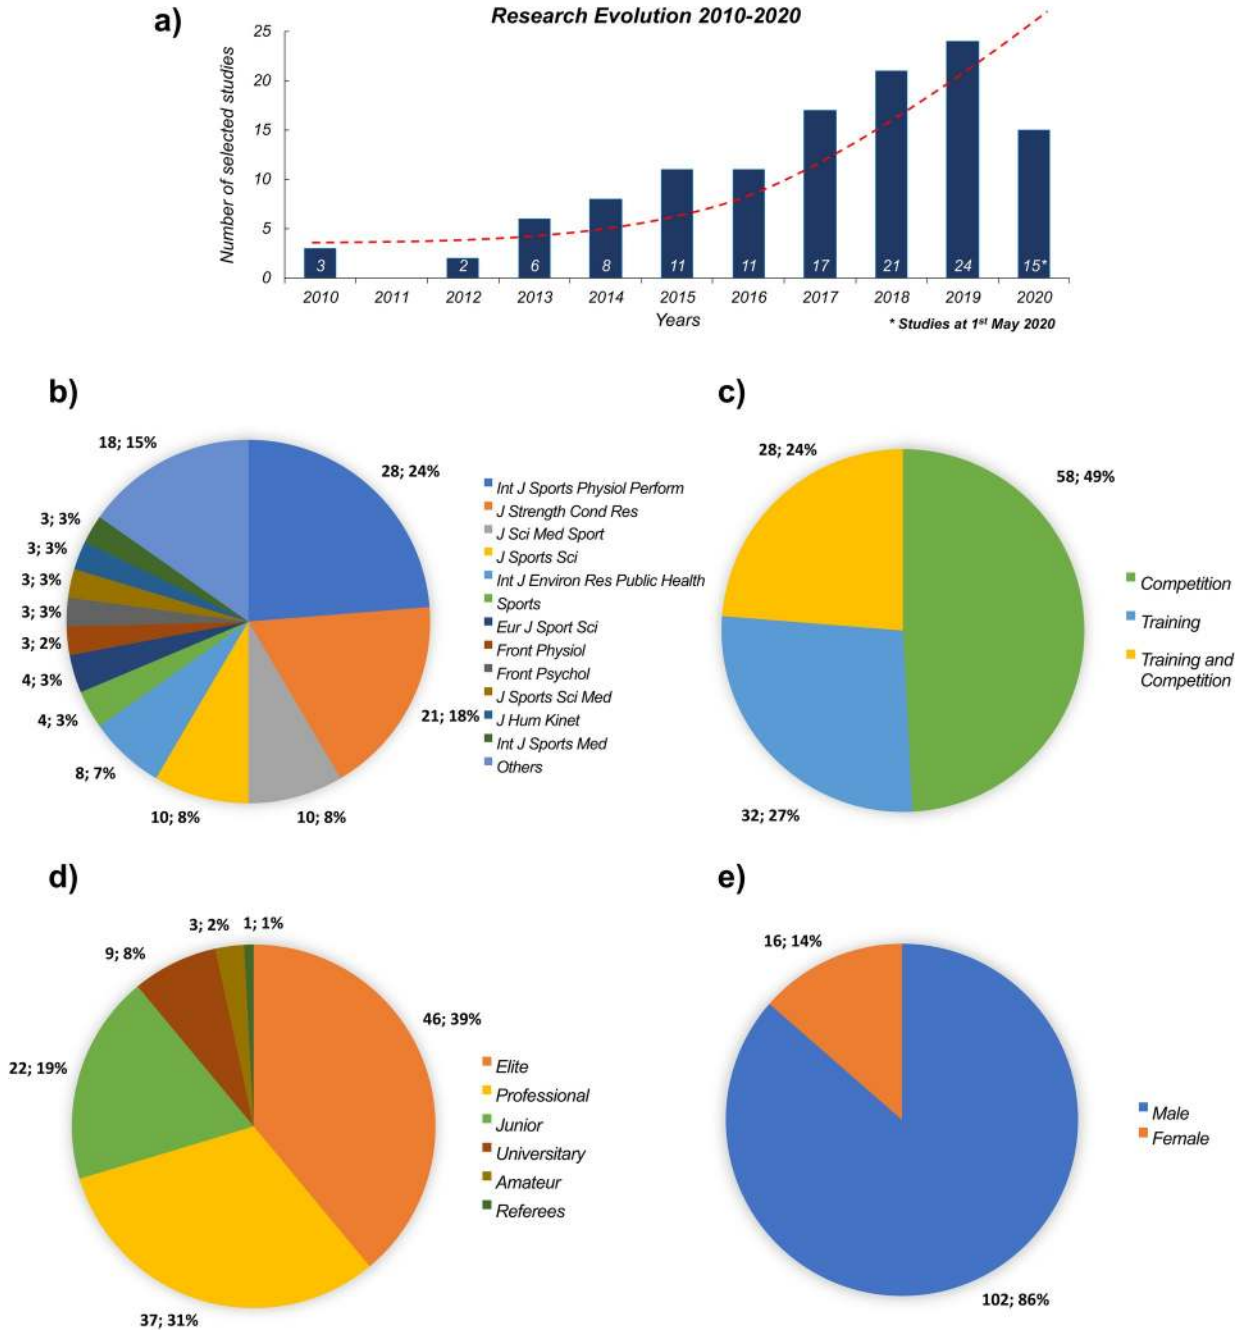 a)
Research Evolution 2010-2020
Number of selected studies
25
20
15
10
5
0
3
2
6
8
11
11
17
21
24
15*
2010
2011
2012
2013
2014
2015
2016
2017
2018
2019
2020
Years
* Studies at 1st May 2020
b)
18; 15%
28; 24%
3; 3%
3; 3%
3; 3%
3; 3%
3; 2%
4; 3%
4; 3%
8; 7%
10; 8%
10; 8%
21; 18%
Int J Sports Physiol Perform
J Strength Cond Res
J Sci Med Sport
J Sports Sci
Int J Environ Res Public Health
Sports
Eur J Sport Sci
Front Physiol
Front Psychol
J Sports Sci Med
J Hum Kinet
Int J Sports Med
Others
c)
28; 24%
58; 49%
32; 27%
Competition
Training
Training and
Competition
d)
3; 2%
1; 1%
9; 8%
46; 39%
22; 19%
37; 31%
Elite
Professional
Junior
Universitary
Amateur
Referees
e)
16; 14%
102; 86%
Male
Female